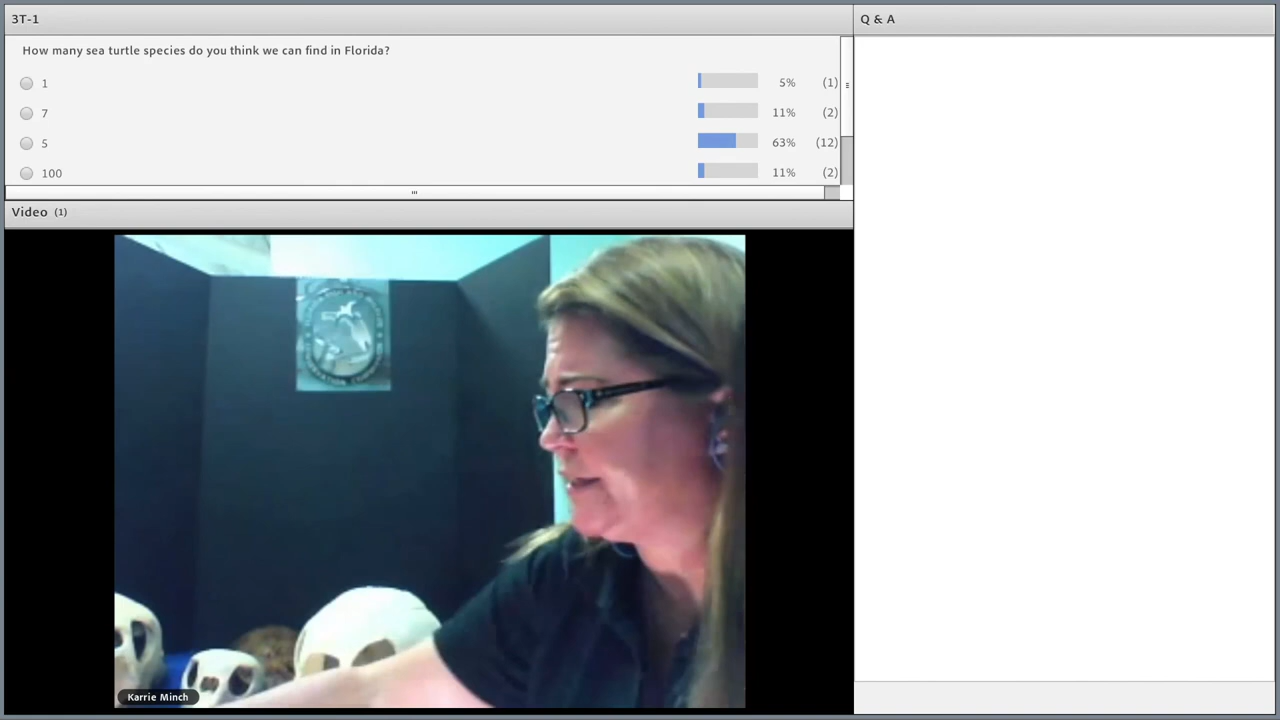 3T-1
How many sea turtle species do you think we can find in Florida?
1 5% (1)
7 11% (2)
5 63% (12)
100 11% (2)
Video (1)
Karrie Minch
Q & A